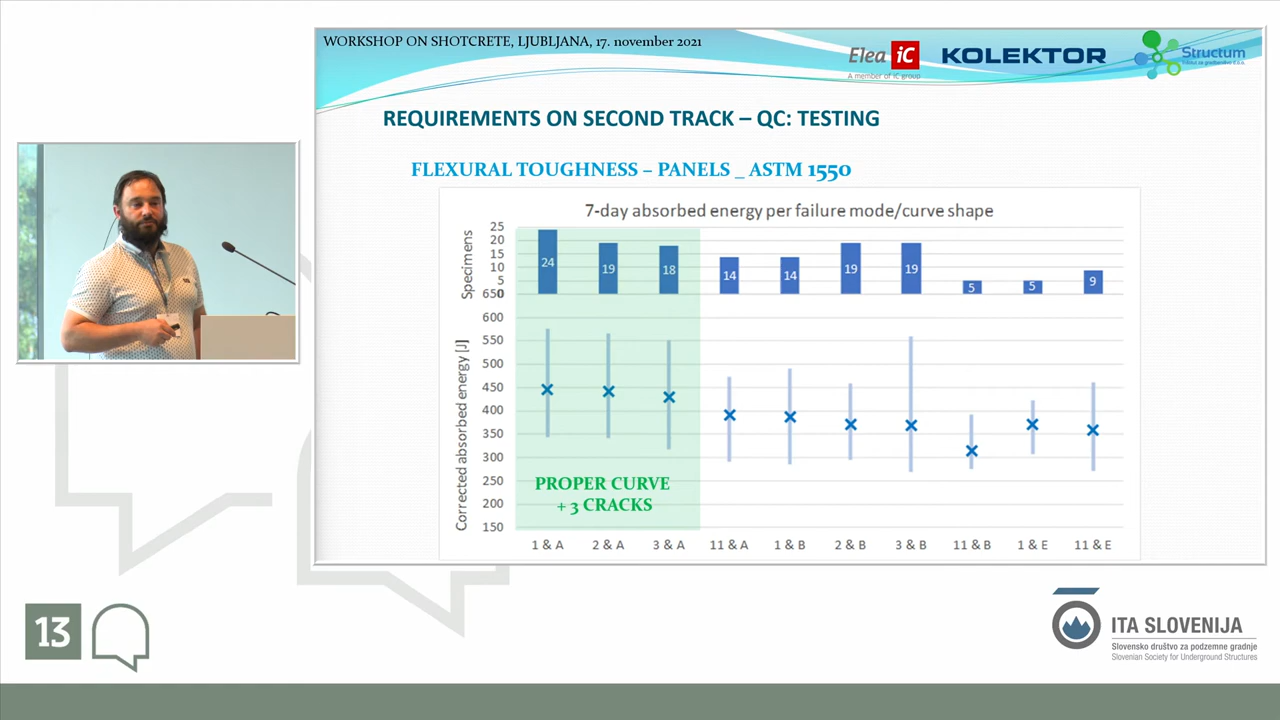 WORKSHOP ON SHOTCRETE, LJUBLJANA, 17. november 2021
Elea iC
A member of IC group
KOLEKTOR
Structum
REQUIREMENTS ON SECOND TRACK – QC: TESTING
FLEXURAL TOUGHNESS – PANELS _ ASTM 1550
7-day absorbed energy per failure mode/curve shape
Specimens
25
20
15
10
5
0
24
19
18
14
14
19
19
5
5
9
Corrected absorbed energy [J]
650
600
550
500
450
400
350
300
250
200
150
PROPER CURVE
+ 3 CRACKS
1 & A
2 & A
3 & A
11 & A
1 & B
2 & B
3 & B
11 & B
1 & E
11 & E
13
ITA SLOVENIJA
Slovensko društvo za podzemne gradnje
Slovenian Society for Underground Structures